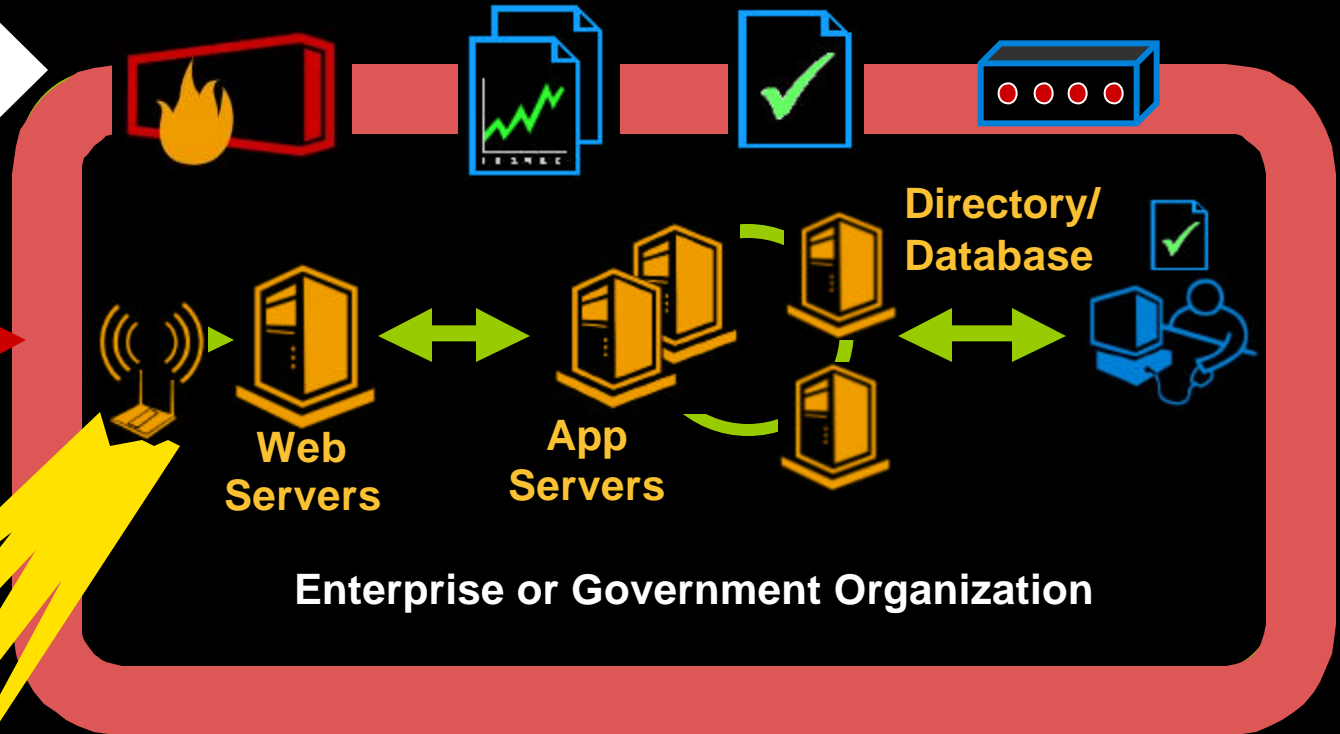 Directory/
Database
Web
Servers
App
Servers
Enterprise or Government Organization